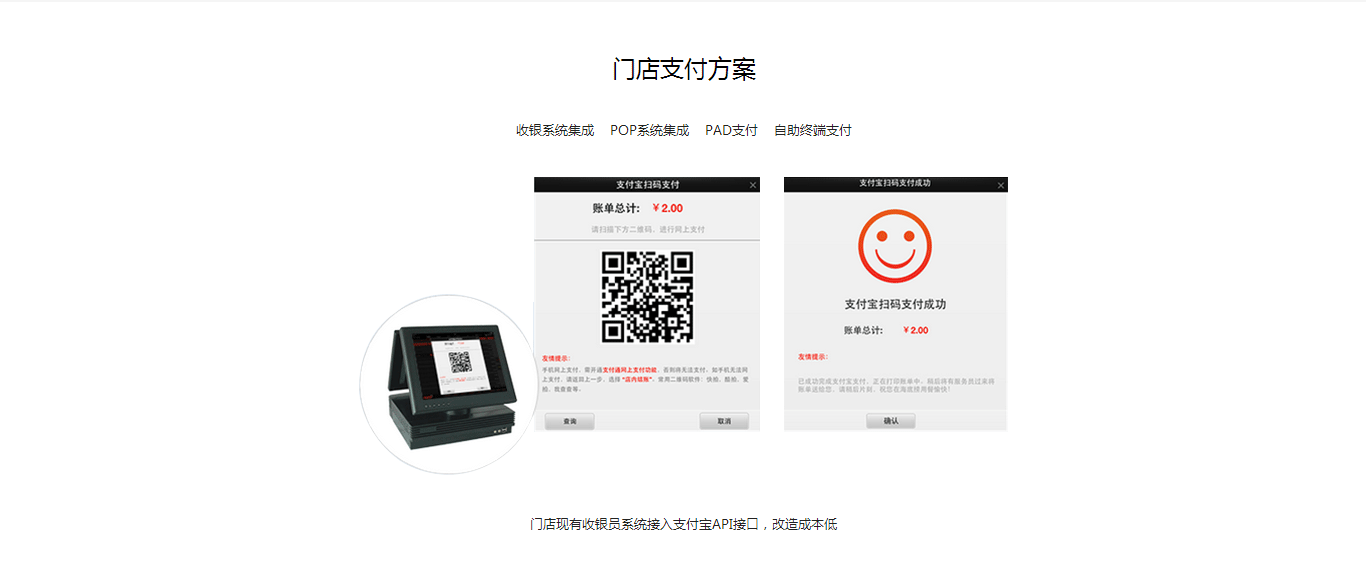 门店支付方案
收银系统集成 POP系统集成 PAD支付 自助终端支付
支付宝扫码支付
账单总计: ￥2.00
请扫描下方二维码，进行网上支付
友情提示:
手机网上支付，需开通支付通网上支付功能，否则将无法支付，如手机无法网
上支付，请返回上一步，选择"店内结账"，常用二维码软件：快拍、酷拍、爱
拍、我查查等。
查询 取消
支付宝扫码支付成功
支付宝扫码支付成功
账单总计: ￥2.00
友情提示:
已成功完成支付宝支付，正在打印账单中，稍后将有服务员过来将
账单送给您，请稍后片刻，祝您在海底捞用餐愉快！
确认
门店现有收银员系统接入支付宝API接口，改造成本低